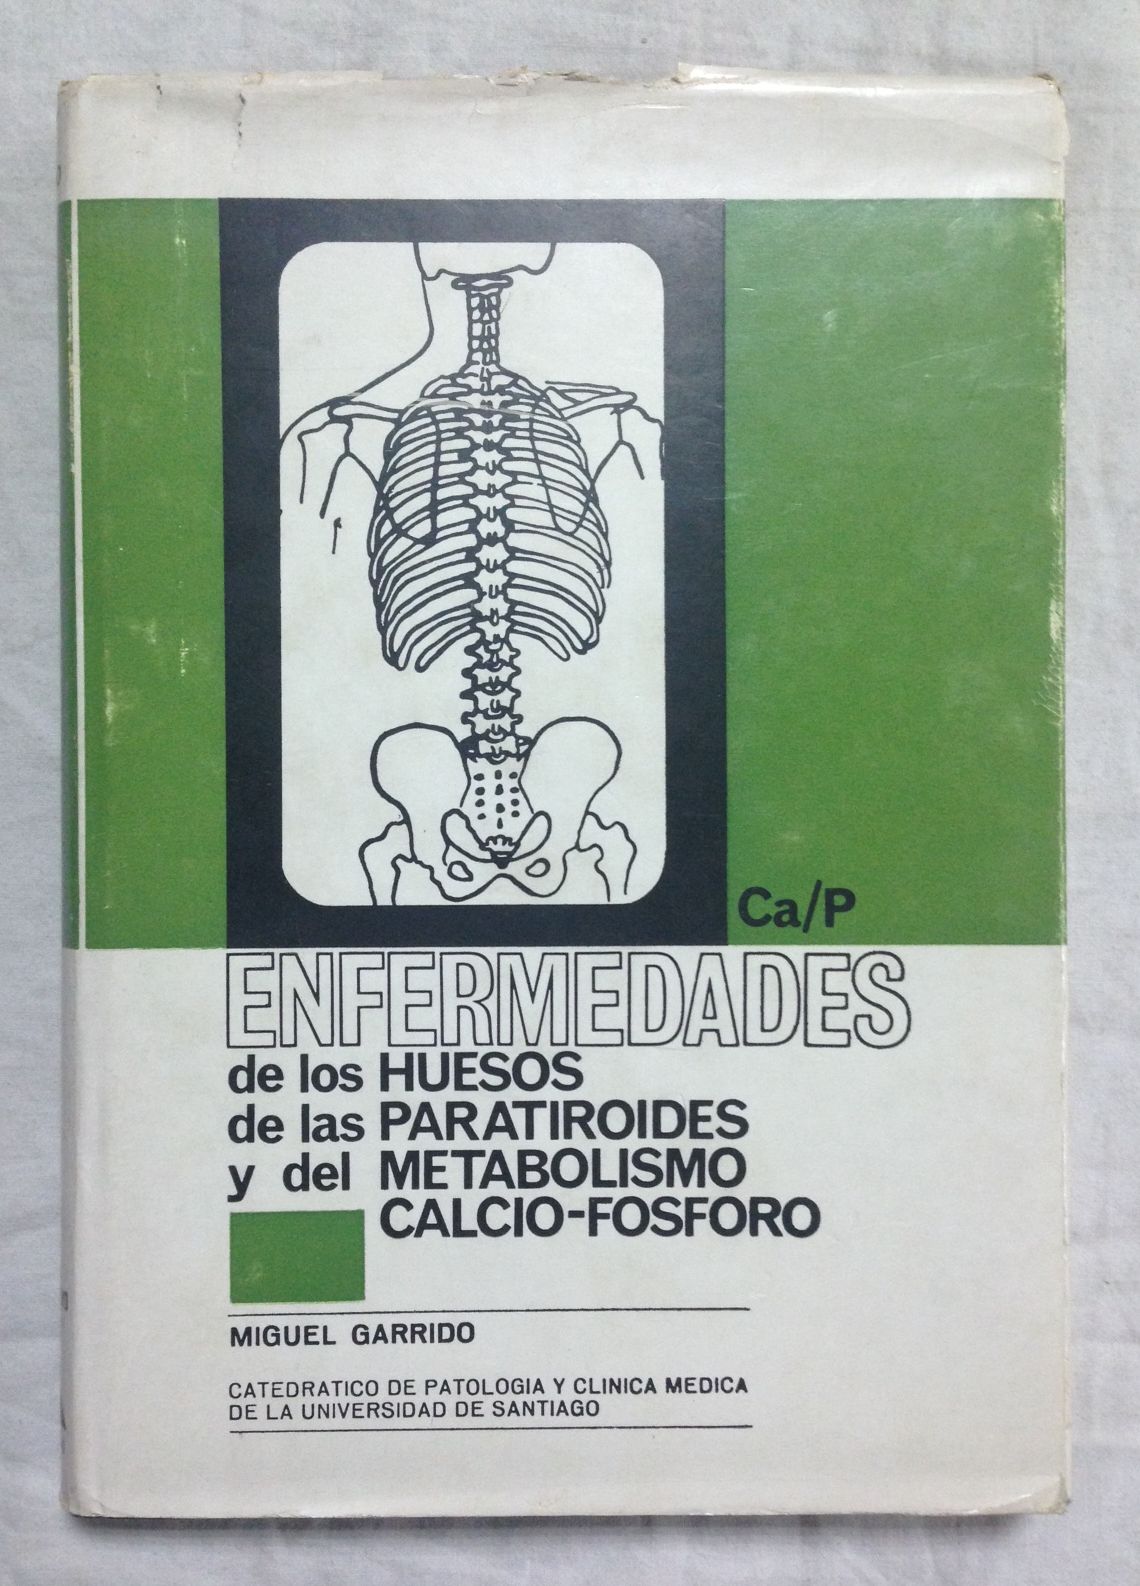 Ca/P
ENFERMEDADES
de los HUESOS
de las PARATIROIDES
y del METABOLISMO
CALCIO-FOSFORO
MIGUEL GARRIDO
CATEDRATICO DE PATOLOGIA Y CLINICA MEDICA
DE LA UNIVERSIDAD DE SANTIAGO